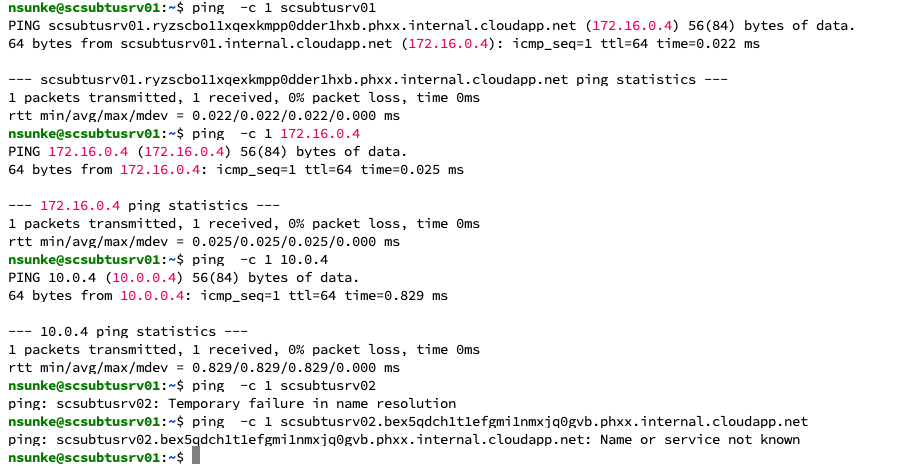 nsunke@scsubtusrv01:~$ ping  -c 1 scsubtusrv01
PING scsubtusrv01.ryzscbo11xqexkmpp0dder1hxb.phxx.internal.cloudapp.net (172.16.0.4) 56(84) bytes of data.
64 bytes from scsubtusrv01.internal.cloudapp.net (172.16.0.4): icmp_seq=1 ttl=64 time=0.022 ms
--- scsubtusrv01.ryzscbo11xqexkmpp0dder1hxb.phxx.internal.cloudapp.net ping statistics ---
1 packets transmitted, 1 received, 0% packet loss, time 0ms
rtt min/avg/max/mdev = 0.022/0.022/0.022/0.000 ms
nsunke@scsubtusrv01:~$ ping  -c 1 172.16.0.4
PING 172.16.0.4 (172.16.0.4) 56(84) bytes of data.
64 bytes from 172.16.0.4: icmp_seq=1 ttl=64 time=0.025 ms
--- 172.16.0.4 ping statistics ---
1 packets transmitted, 1 received, 0% packet loss, time 0ms
rtt min/avg/max/mdev = 0.025/0.025/0.025/0.000 ms
nsunke@scsubtusrv01:~$ ping  -c 1 10.0.4
PING 10.0.4 (10.0.0.4) 56(84) bytes of data.
64 bytes from 10.0.0.4: icmp_seq=1 ttl=64 time=0.829 ms
--- 10.0.4 ping statistics ---
1 packets transmitted, 1 received, 0% packet loss, time 0ms
rtt min/avg/max/mdev = 0.829/0.829/0.829/0.000 ms
nsunke@scsubtusrv01:~$ ping  -c 1 scsubtusrv02
ping: scsubtusrv02: Temporary failure in name resolution
nsunke@scsubtusrv01:~$ ping  -c 1 scsubtusrv02.bex5qdch1t1efgmi1nmxjq0gvb.phxx.internal.cloudapp.net
ping: scsubtusrv02.bex5qdch1t1efgmi1nmxjq0gvb.phxx.internal.cloudapp.net: Name or service not known
nsunke@scsubtusrv01:~$